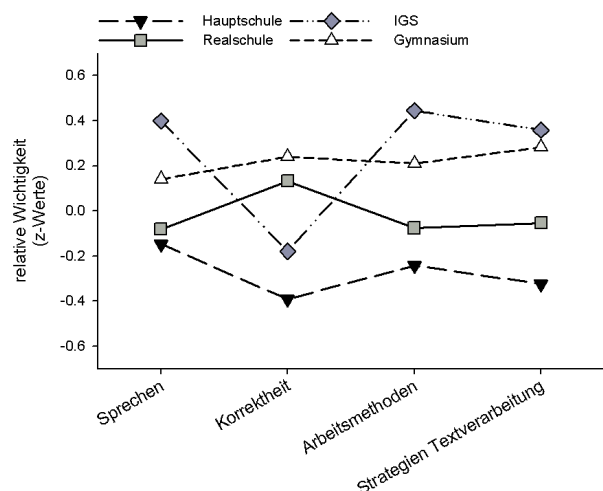 Hauptschule
Realschule
IGS
Gymnasium
relative Wichtigkeit
(z-Werte)
0.6
0.4
0.2
0.0
-0.2
-0.4
-0.6
Sprechen
Korrektheit
Arbeitsmethoden
Strategien Textverarbeitung